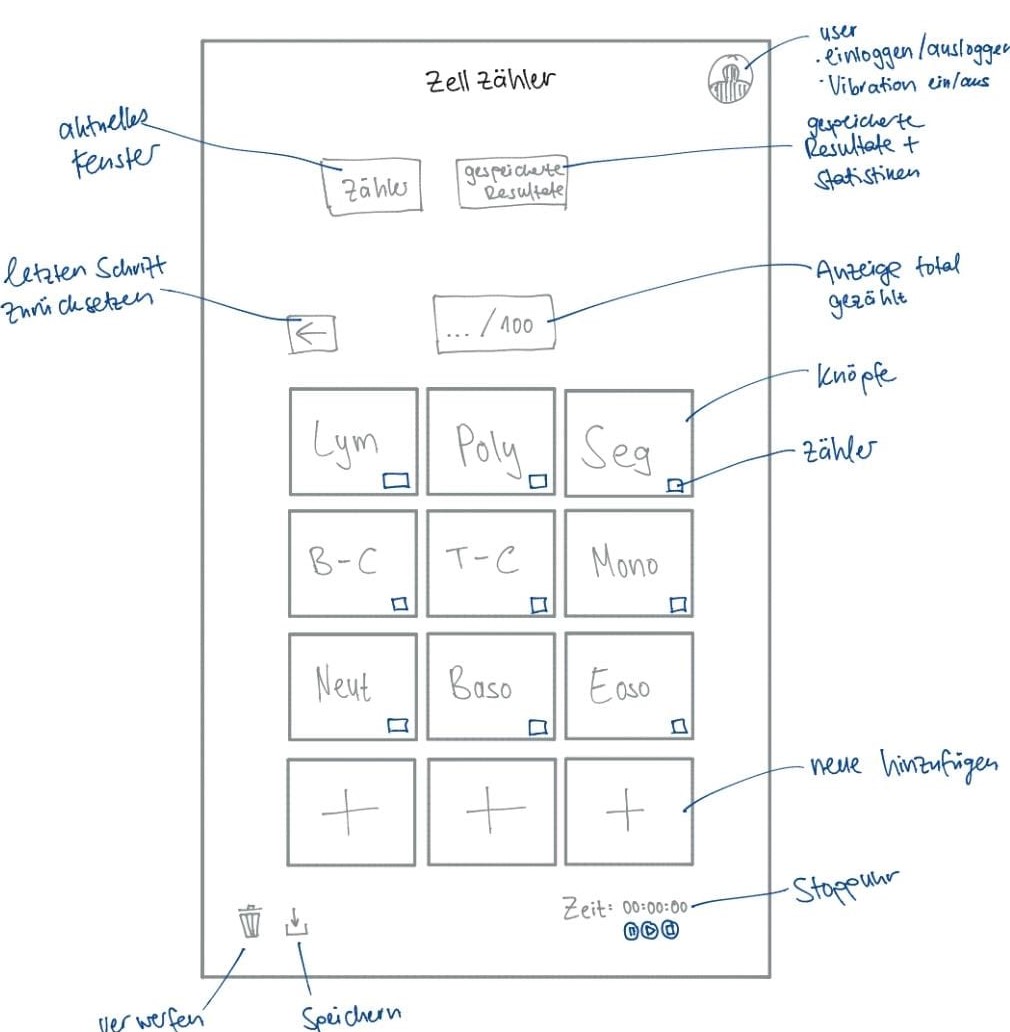 user
· einloggen/ausloggen
· Vibration ein/aus
Zell Zähler
aktuelles
Fenster
gespeicherte
Resultate +
Statistiken
Zähler
gespeicherte
Resultate
letzten Schritt
zurücksetzen
←
... / 100
Anzeige total
gezählt
Knöpfe
Lym
Poly
Seg
Zähler
B-C
T-C
Mono
Neut
Baso
Eoso
neue hinzufügen
+
+
+
Stoppuhr
Zeit: 00:00:00
verwerfen
Speichern